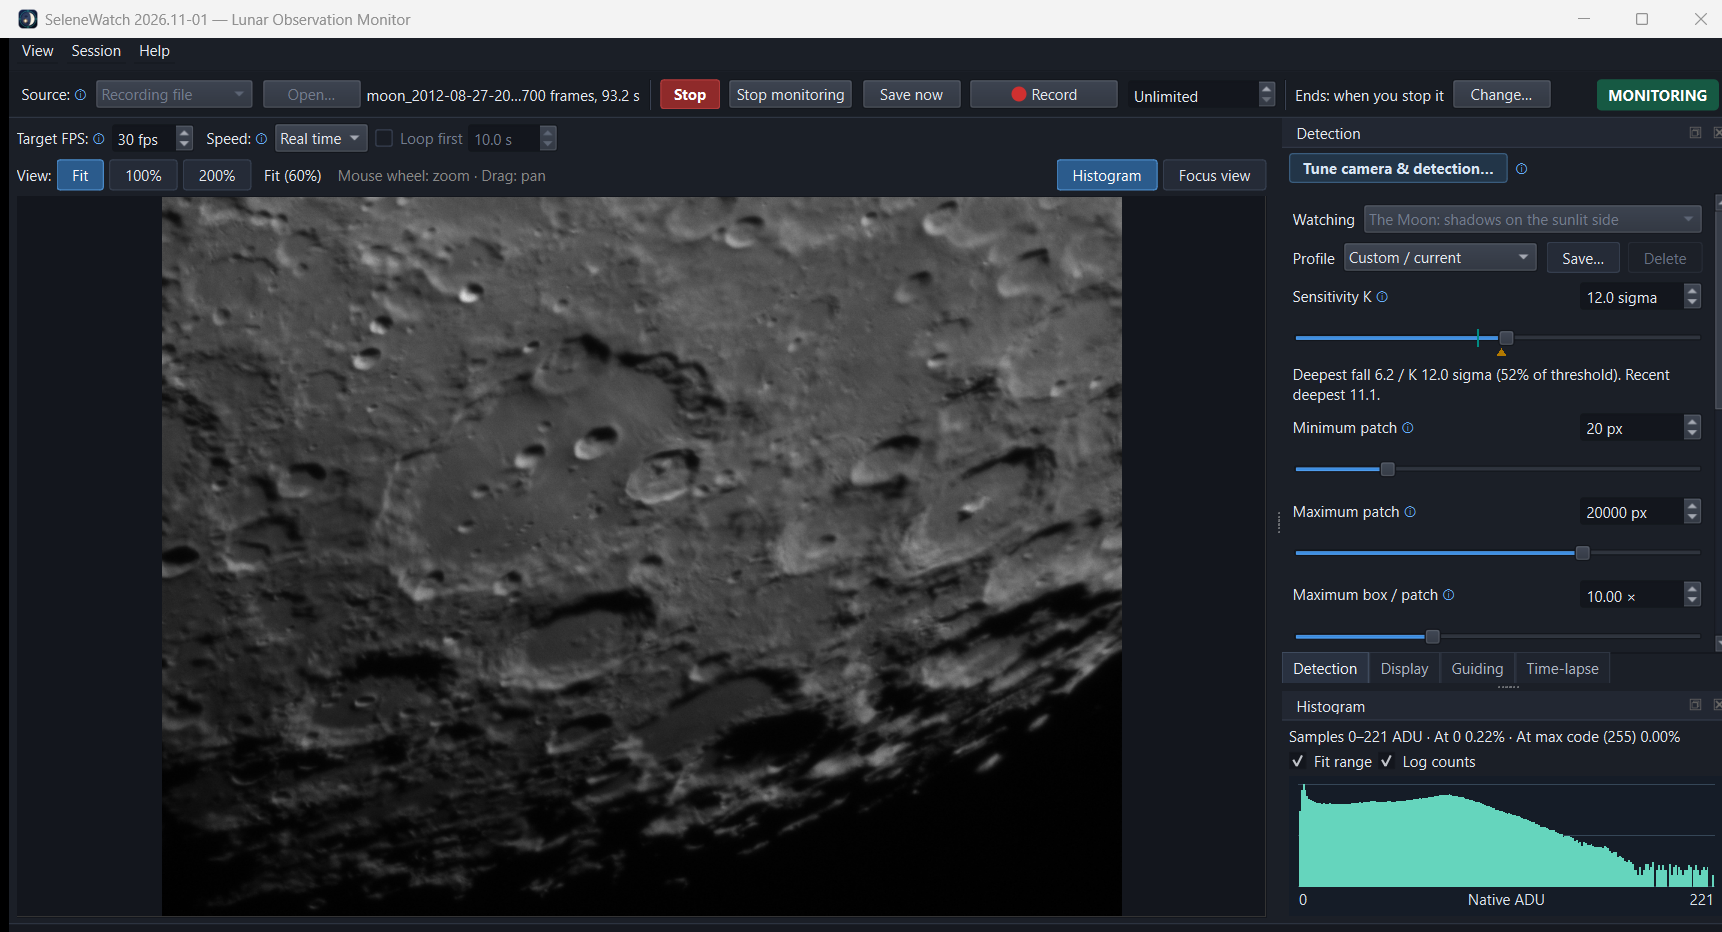 SeleneWatch 2026.11-01 — Lunar Observation Monitor
View Session Help
Source: Recording file Open... moon_2012-08-27-20...700 frames, 93.2 s Stop Stop monitoring Save now Record Unlimited Ends: when you stop it Change... MONITORING
Target FPS: 30 fps Speed: Real time Loop first 10.0 s
View: Fit 100% 200% Fit (60%) Mouse wheel: zoom · Drag: pan Histogram Focus view
Detection
Tune camera & detection...
Watching The Moon: shadows on the sunlit side
Profile Custom / current Save... Delete
Sensitivity K 12.0 sigma
Deepest fall 6.2 / K 12.0 sigma (52% of threshold). Recent
deepest 11.1.
Minimum patch 20 px
Maximum patch 20000 px
Maximum box / patch 10.00 ×
Detection Display Guiding Time-lapse
Histogram
Samples 0–221 ADU · At 0 0.22% · At max code (255) 0.00%
Fit range Log counts
0 Native ADU 221